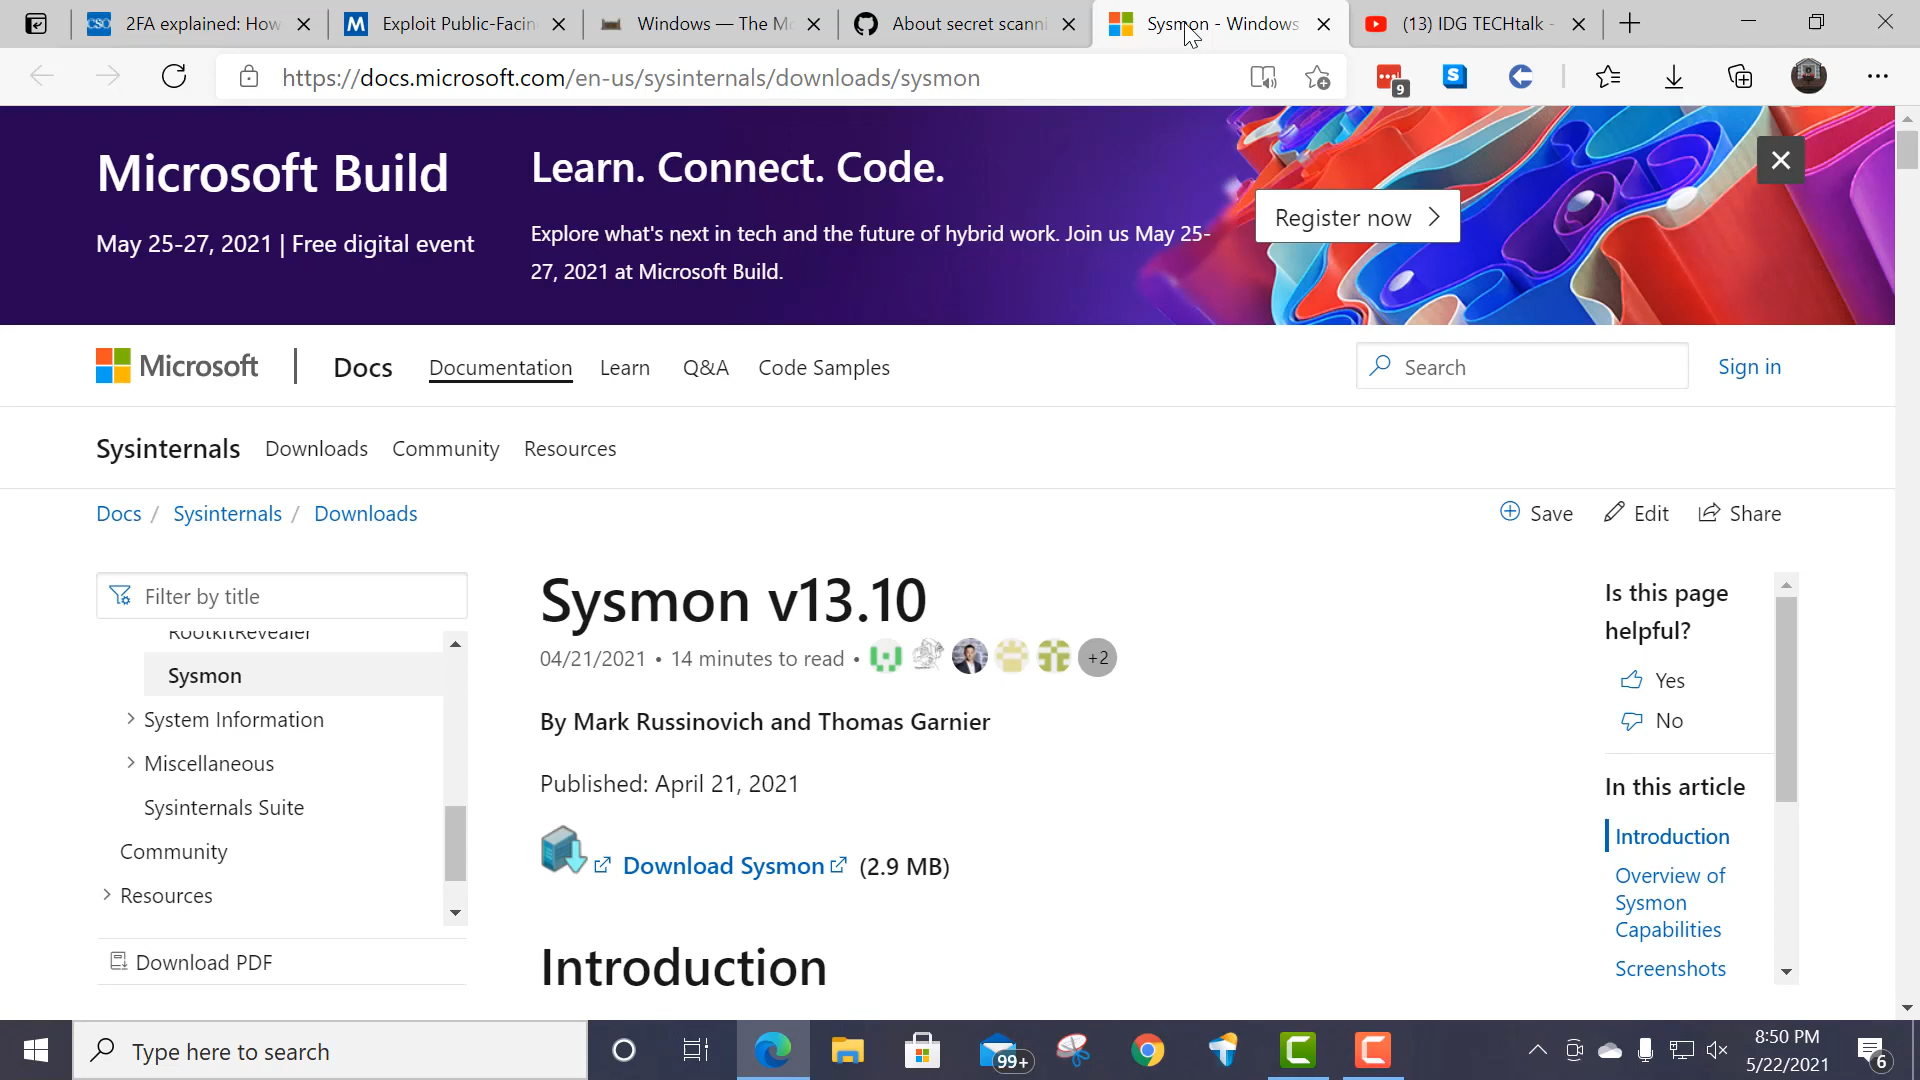 2FA explained: How
Exploit Public-Facin
Windows — The Mo
About secret scanni
Sysmon - Windows
(13) IDG TECHtalk -
https://docs.microsoft.com/en-us/sysinternals/downloads/sysmon
9
Microsoft Build
May 25-27, 2021 | Free digital event
Learn. Connect. Code.
Explore what's next in tech and the future of hybrid work. Join us May 25-
27, 2021 at Microsoft Build.
Register now
Microsoft
Docs
Documentation
Learn
Q&A
Code Samples
Search
Sign in
Sysinternals
Downloads
Community
Resources
Docs / Sysinternals / Downloads
Save
Edit
Share
Filter by title
RootkitRevealer
Sysmon
System Information
Miscellaneous
Sysinternals Suite
Community
Resources
Download PDF
Sysmon v13.10
04/21/2021 • 14 minutes to read •
+2
By Mark Russinovich and Thomas Garnier
Published: April 21, 2021
Download Sysmon (2.9 MB)
Introduction
Is this page
helpful?
Yes
No
In this article
Introduction
Overview of
Sysmon
Capabilities
Screenshots
Type here to search
99+
8:50 PM
5/22/2021
6